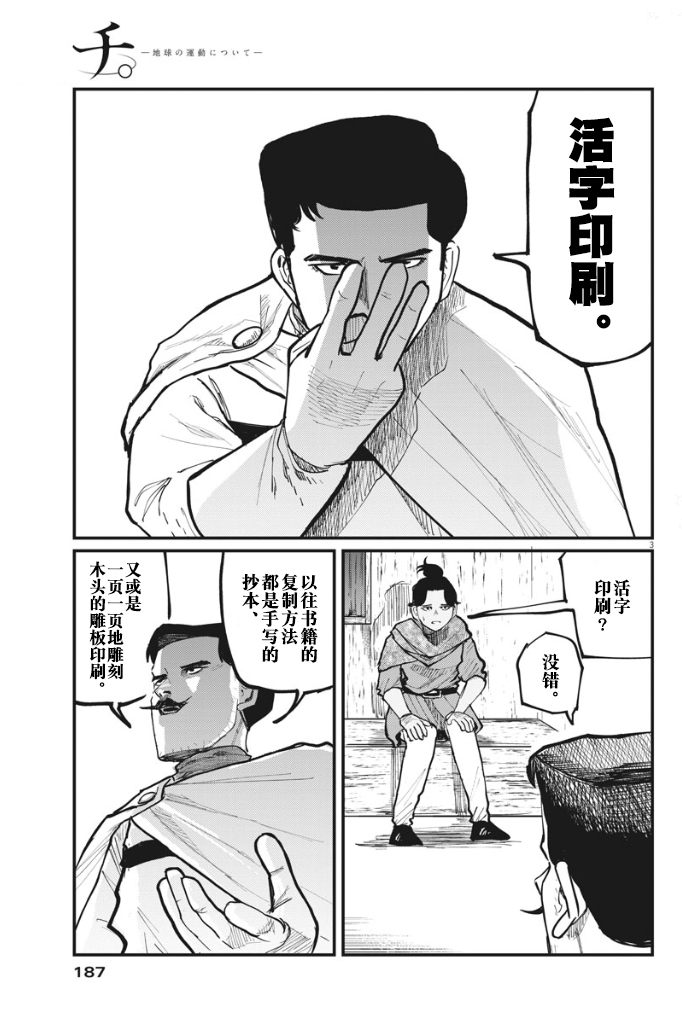 チ。
―地球の運動について―
活字印刷。
3
活字
印刷？
没错。
以往书籍的
复制方法
都是手写的
抄本、
又或是
一页一页地雕刻
木头的雕板印刷。
187